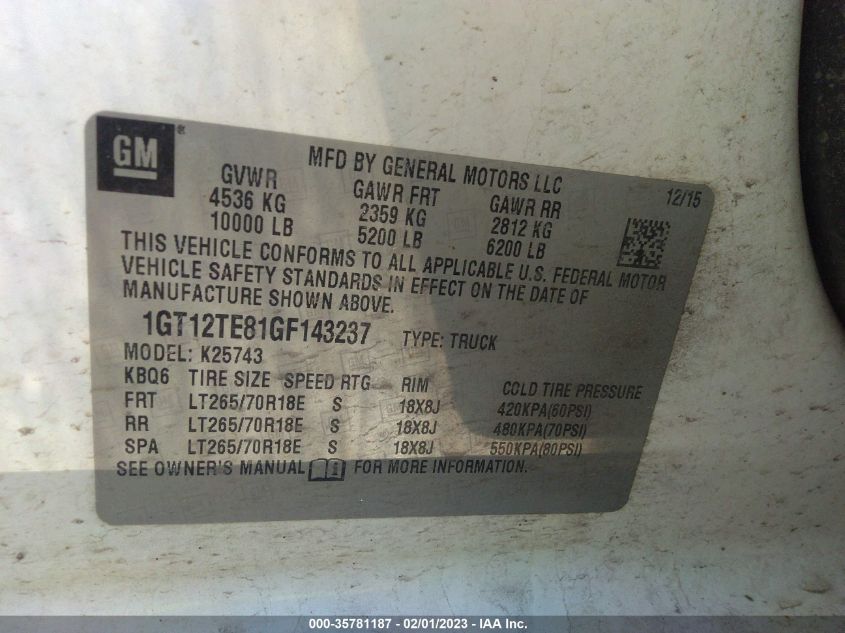 GM
MFD BY GENERAL MOTORS LLC
12/15
GVWR GAWR FRT GAWR RR
4536 KG 2359 KG 2812 KG
10000 LB 5200 LB 6200 LB
THIS VEHICLE CONFORMS TO ALL APPLICABLE U.S. FEDERAL MOTOR
VEHICLE SAFETY STANDARDS IN EFFECT ON THE DATE OF
MANUFACTURE SHOWN ABOVE.
1GT12TE81GF143237 TYPE: TRUCK
MODEL: K25743
KBQ6 TIRE SIZE SPEED RTG RIM COLD TIRE PRESSURE
FRT LT265/70R18E S 18X8J 420KPA(60PSI)
RR LT265/70R18E S 18X8J 480KPA(70PSI)
SPA LT265/70R18E S 18X8J 550KPA(80PSI)
SEE OWNER'S MANUAL FOR MORE INFORMATION.
000-35781187 - 02/01/2023 - IAA Inc.